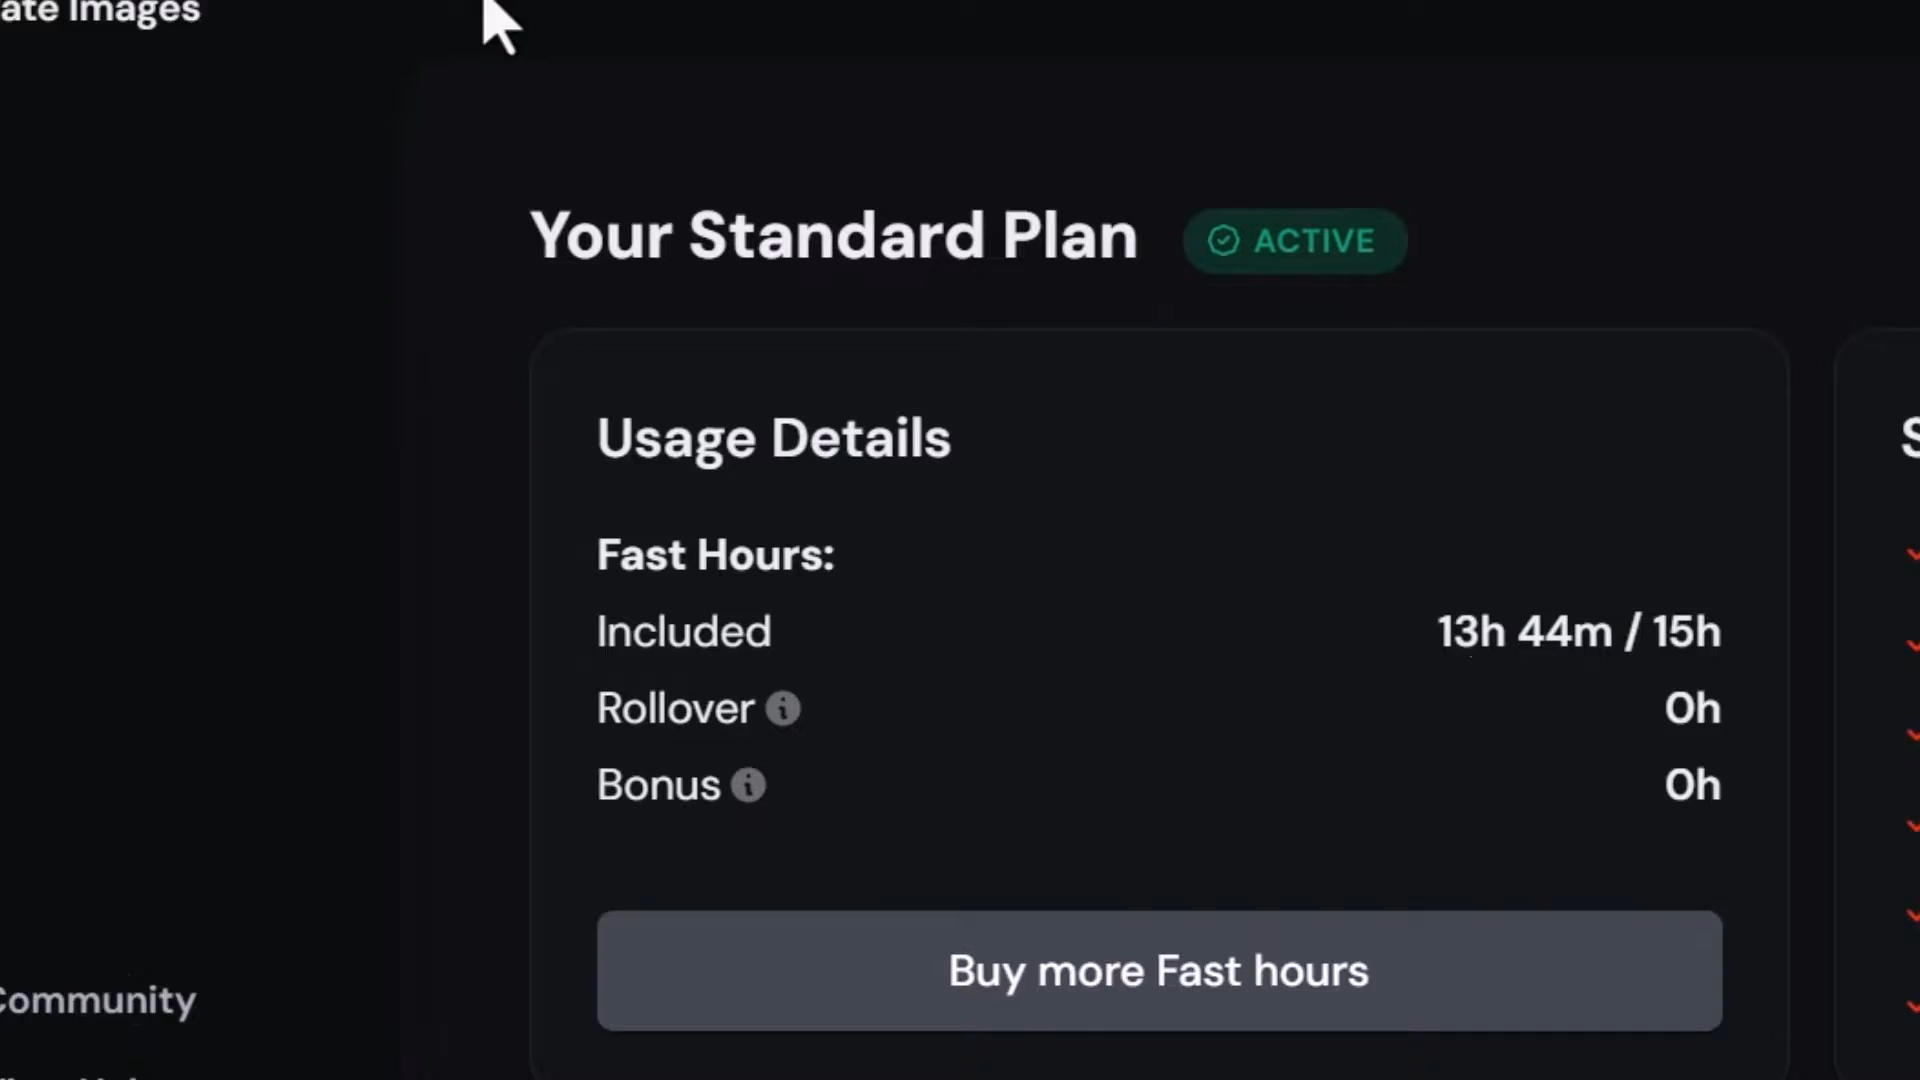 ate Images
Your Standard Plan ACTIVE
Usage Details
Fast Hours:
Included 13h 44m / 15h
Rollover 0h
Bonus 0h
Buy more Fast hours
Community